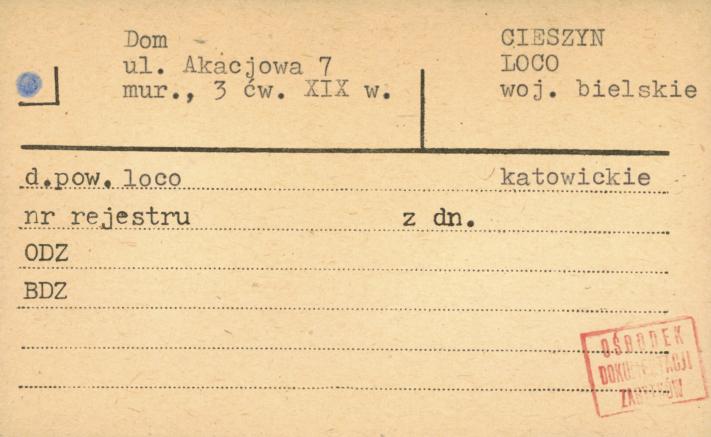 Dom
ul. Akacjowa 7
mur., 3 ćw. XIX w.
CIESZYN
LOCO
woj. bielskie
d.pow. loco katowickie
nr rejestru z dn.
ODZ
BDZ
OŚRODEK
DOKUMENTACJI
ZABYTKÓW